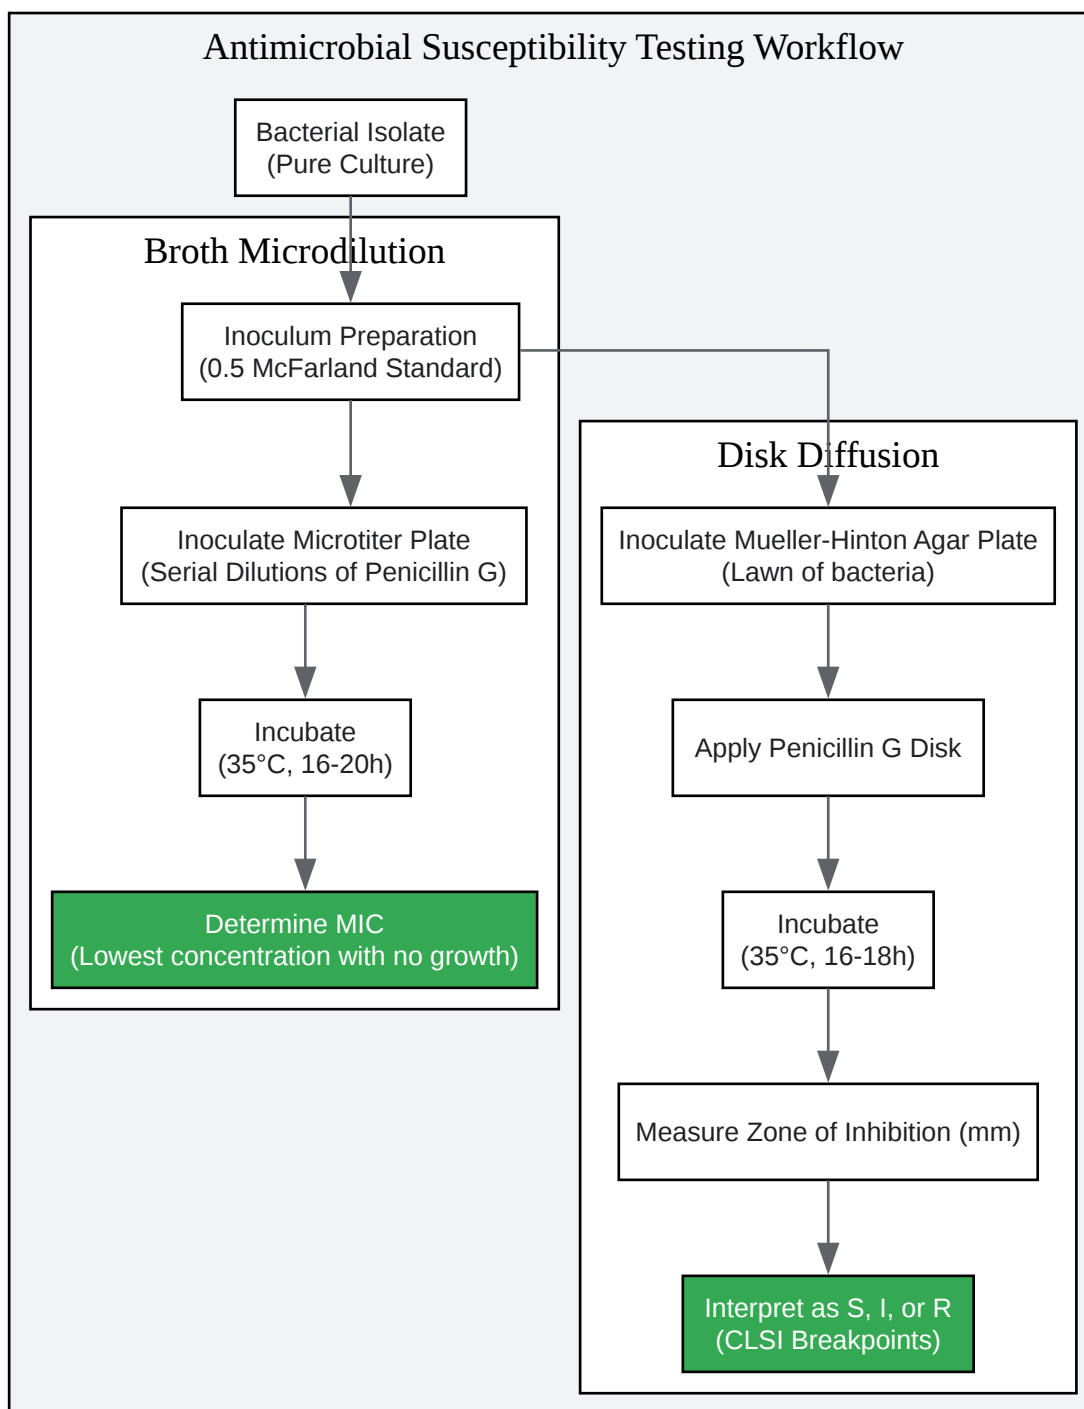 Antimicrobial Susceptibility Testing Workflow
Bacterial Isolate
(Pure Culture)
Broth Microdilution
Inoculum Preparation
(0.5 McFarland Standard)
Inoculate Microtiter Plate
(Serial Dilutions of Penicillin G)
Incubate
(35°C, 16-20h)
Determine MIC
(Lowest concentration with no growth)
Disk Diffusion
Inoculate Mueller-Hinton Agar Plate
(Lawn of bacteria)
Apply Penicillin G Disk
Incubate
(35°C, 16-18h)
Measure Zone of Inhibition (mm)
Interpret as S, I, or R
(CLSI Breakpoints)